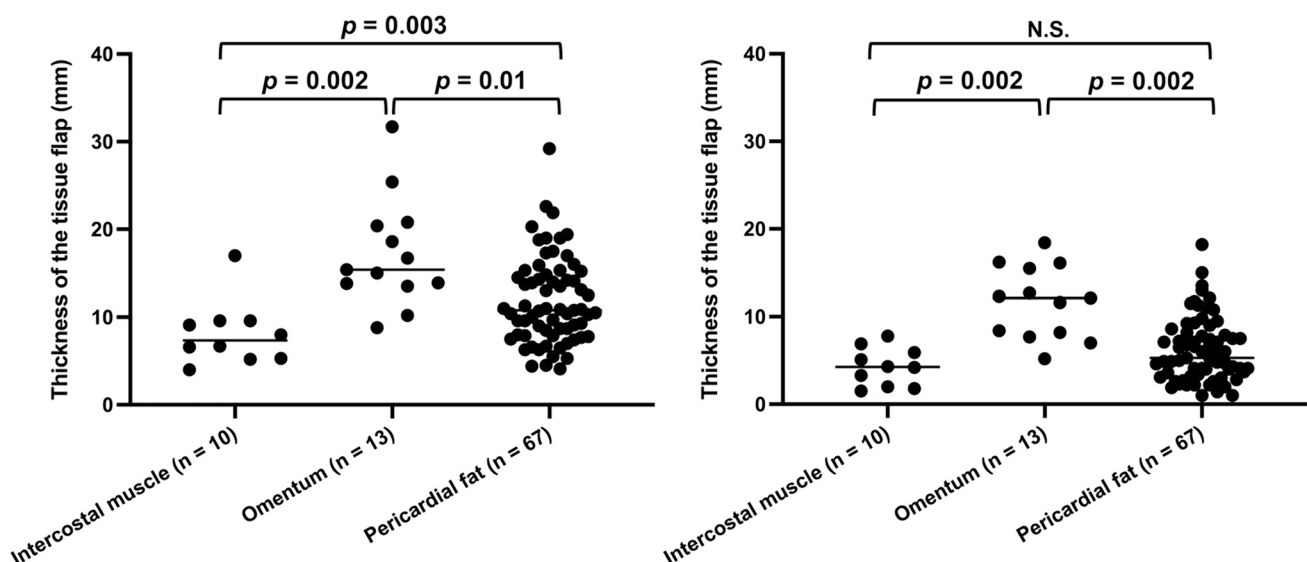 p = 0.003
p = 0.002
p = 0.01
Thickness of the tissue flap (mm)
40
30
20
10
0
Intercostal muscle (n = 10)
Omentum (n = 13)
Pericardial fat (n = 67)
N.S.
p = 0.002
p = 0.002
Thickness of the tissue flap (mm)
40
30
20
10
0
Intercostal muscle (n = 10)
Omentum (n = 13)
Pericardial fat (n = 67)